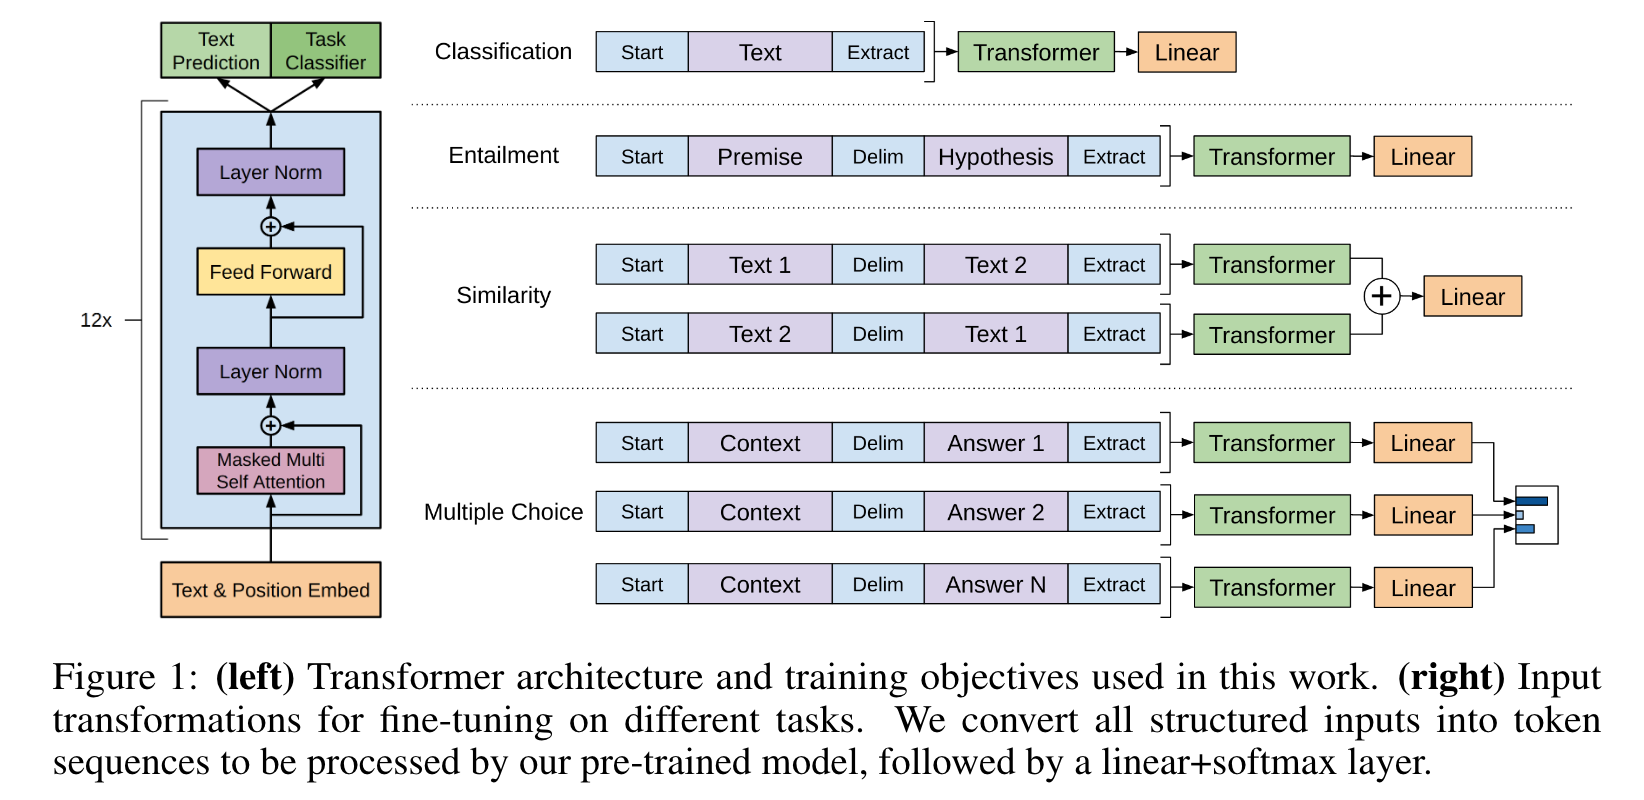 Text
Prediction
Task
Classifier
12x
Layer Norm
+
Feed Forward
Layer Norm
+
Masked Multi
Self Attention
Text & Position Embed
Classification Start Text Extract Transformer Linear
Entailment Start Premise Delim Hypothesis Extract Transformer Linear
Similarity
Start Text 1 Delim Text 2 Extract Transformer
+ Linear
Start Text 2 Delim Text 1 Extract Transformer
Multiple Choice
Start Context Delim Answer 1 Extract Transformer Linear
Start Context Delim Answer 2 Extract Transformer Linear
Start Context Delim Answer N Extract Transformer Linear
Figure 1: (left) Transformer architecture and training objectives used in this work. (right) Input
transformations for fine-tuning on different tasks. We convert all structured inputs into token
sequences to be processed by our pre-trained model, followed by a linear+softmax layer.